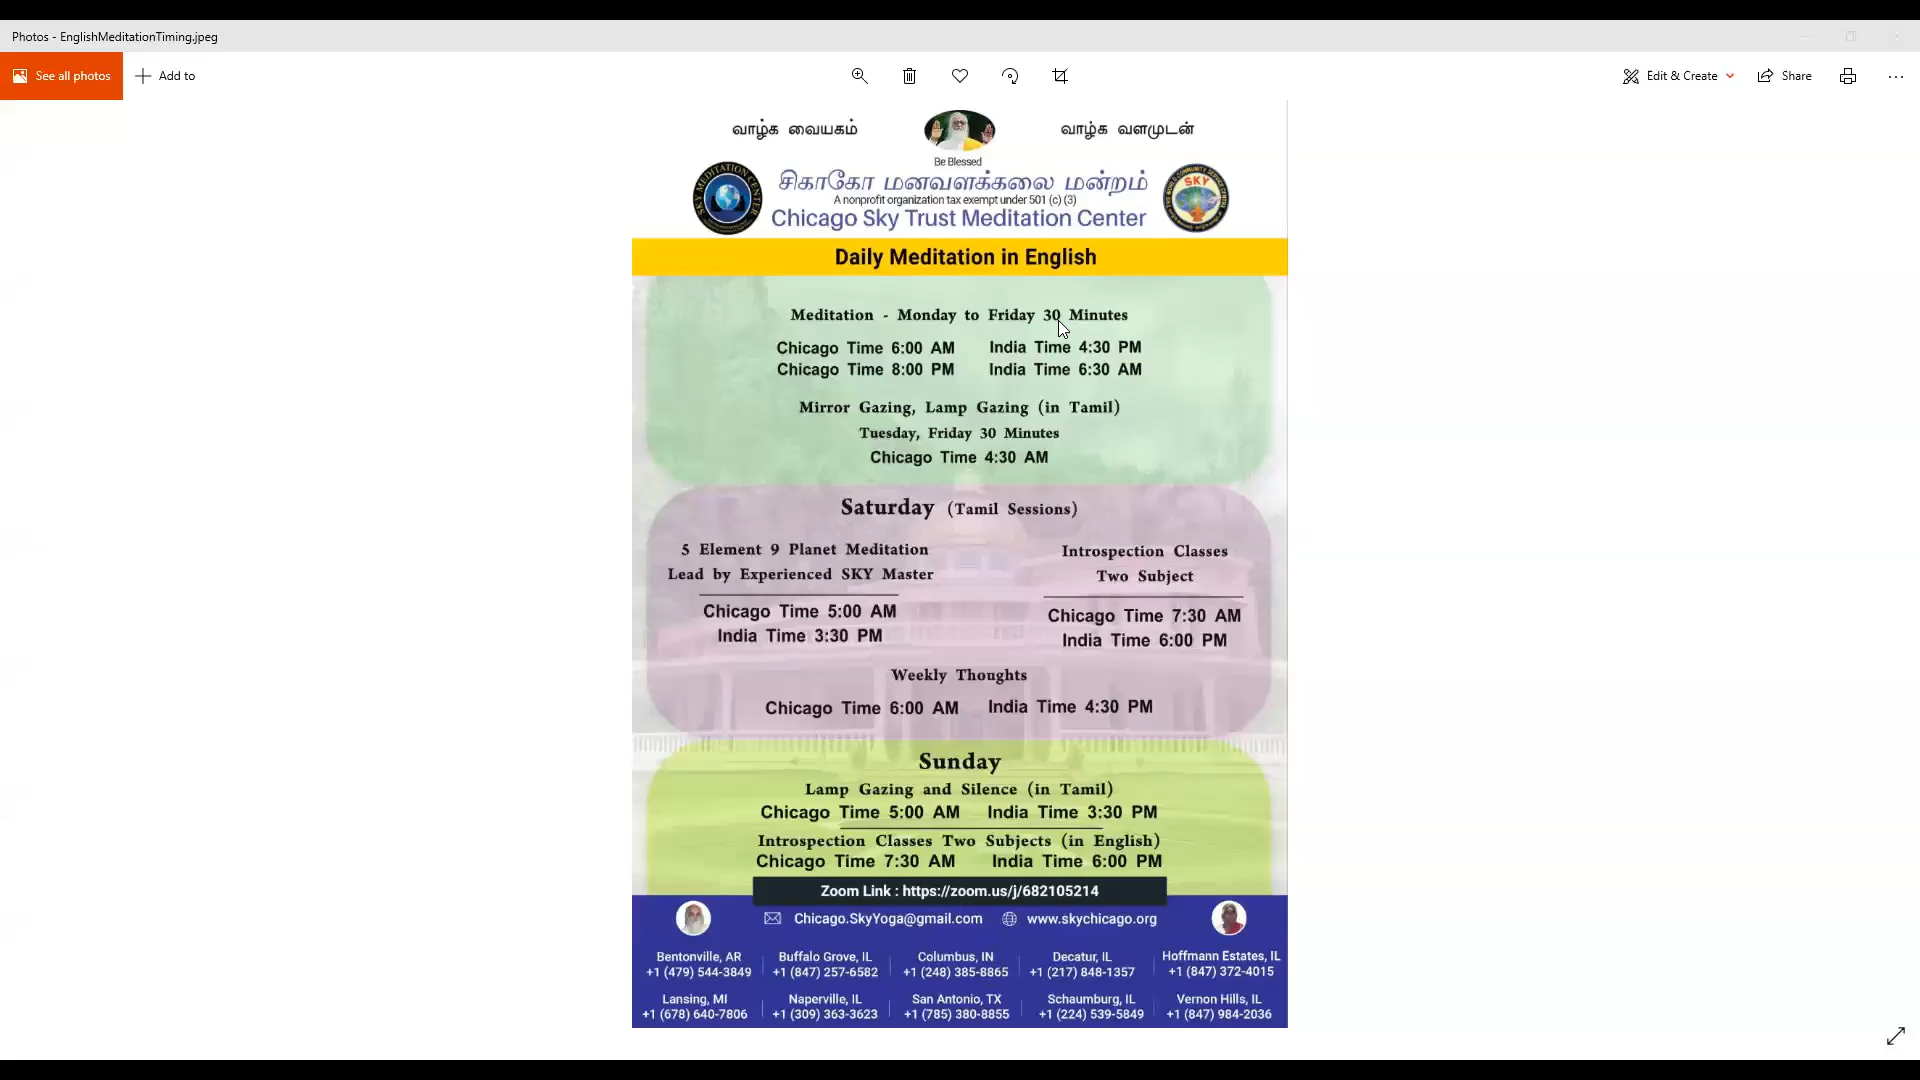 Photos - EnglishMeditationTiming.jpeg
See all photos
Add to
Edit & Create
Share
வாழ்க வையகம்
வாழ்க வளமுடன்
Be Blessed
SKY MEDITATION CENTER
சிகாகோ மனவளக்கலை மன்றம்
A nonprofit organization tax exempt under 501 (c) (3)
Chicago Sky Trust Meditation Center
SKY
Daily Meditation in English
Meditation - Monday to Friday 30 Minutes
Chicago Time 6:00 AM India Time 4:30 PM
Chicago Time 8:00 PM India Time 6:30 AM
Mirror Gazing, Lamp Gazing (in Tamil)
Tuesday, Friday 30 Minutes
Chicago Time 4:30 AM
Saturday (Tamil Sessions)
5 Element 9 Planet Meditation
Lead by Experienced SKY Master
Chicago Time 5:00 AM
India Time 3:30 PM
Introspection Classes
Two Subject
Chicago Time 7:30 AM
India Time 6:00 PM
Weekly Thoughts
Chicago Time 6:00 AM India Time 4:30 PM
Sunday
Lamp Gazing and Silence (in Tamil)
Chicago Time 5:00 AM India Time 3:30 PM
Introspection Classes Two Subjects (in English)
Chicago Time 7:30 AM India Time 6:00 PM
Zoom Link : https://zoom.us/j/682105214
Chicago.SkyYoga@gmail.com www.skychicago.org
Bentonville, AR
+1 (479) 544-3849
Buffalo Grove, IL
+1 (847) 257-6582
Columbus, IN
+1 (248) 385-8865
Decatur, IL
+1 (217) 848-1357
Hoffmann Estates, IL
+1 (847) 372-4015
Lansing, MI
+1 (678) 640-7806
Naperville, IL
+1 (309) 363-3623
San Antonio, TX
+1 (785) 380-8855
Schaumburg, IL
+1 (224) 539-5849
Vernon Hills, IL
+1 (847) 984-2036